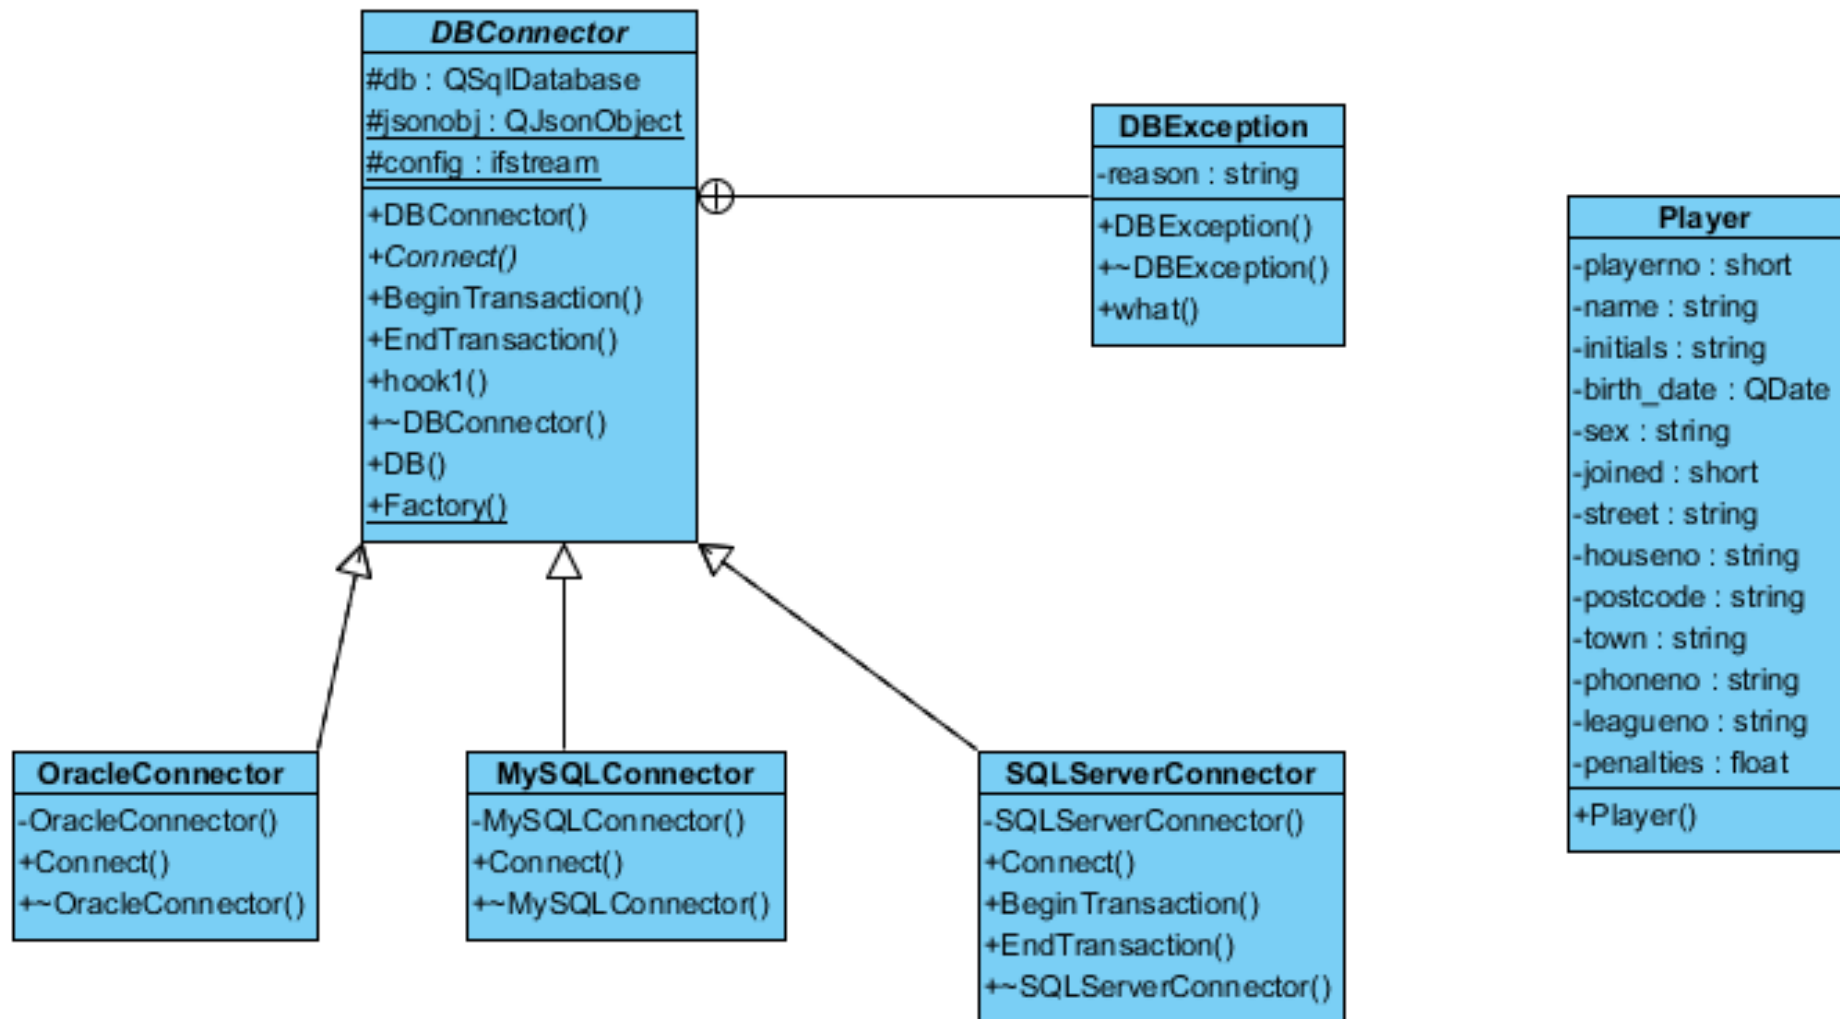 DBConnector
#db : QSqlDatabase
#jsonobj : QJsonObject
#config : ifstream
+DBConnector()
+Connect()
+BeginTransaction()
+EndTransaction()
+hook1()
+~DBConnector()
+DB()
+Factory()
DBException
-reason : string
+DBException()
+~DBException()
+what()
Player
-playerno : short
-name : string
-initials : string
-birth_date : QDate
-sex : string
-joined : short
-street : string
-houseno : string
-postcode : string
-town : string
-phoneno : string
-leagueno : string
-penalties : float
+Player()
OracleConnector
-OracleConnector()
+Connect()
+~OracleConnector()
MySQLConnector
-MySQLConnector()
+Connect()
+~MySQLConnector()
SQLServerConnector
-SQLServerConnector()
+Connect()
+BeginTransaction()
+EndTransaction()
+~SQLServerConnector()